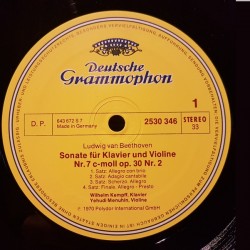 Deutsche
Grammophon
D. P.
643 672 S 7
Made in Germany
2530 346
1
STEREO
33
Ludwig van Beethoven
Sonate für Klavier und Violine
Nr. 7 c-moll op. 30 Nr. 2
1. Satz: Allegro con brio
2. Satz: Adagio cantabile
3. Satz: Scherzo. Allegro
4. Satz: Finale. Allegro - Presto
Wilhelm Kempff, Klavier
Yehudi Menuhin, Violine
℗ 1970 Polydor International GmbH